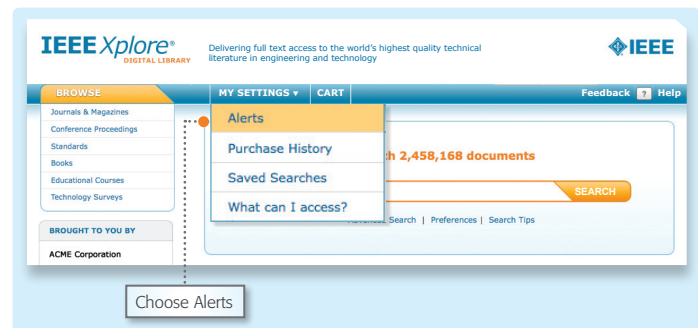 IEEE Xplore®
DIGITAL LIBRARY
Delivering full text access to the world's highest quality technical
literature in engineering and technology
IEEE
BROWSE
MY SETTINGS ▾ CART
Feedback ? Help
Journals & Magazines
Conference Proceedings
Standards
Books
Educational Courses
Technology Surveys
Alerts
Purchase History
Saved Searches
What can I access?
2,458,168 documents
SEARCH
Search | Preferences | Search Tips
BROUGHT TO YOU BY
ACME Corporation
Choose Alerts